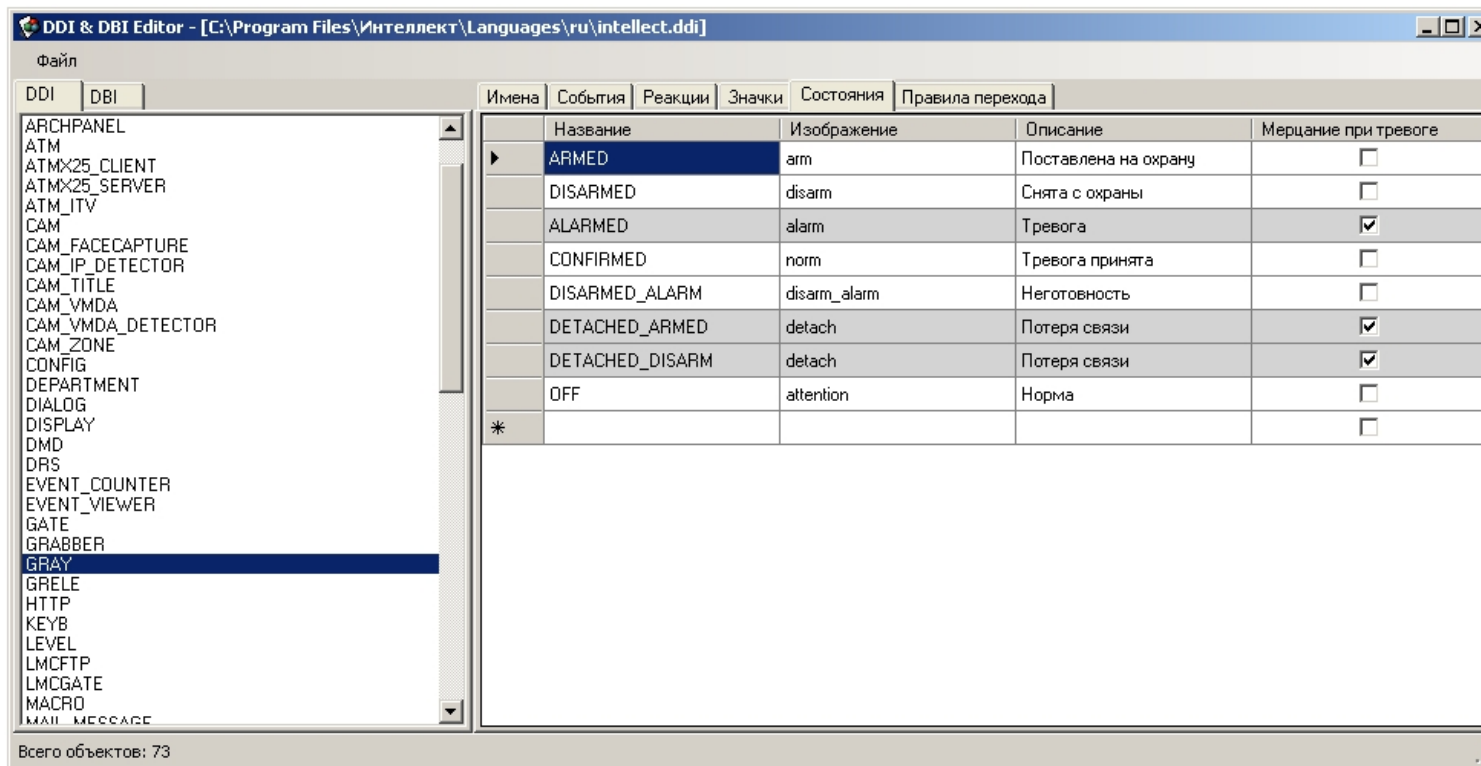 DDI & DBI Editor - [C:\Program Files\Интеллект\Languages\ru\intellect.ddi]
Файл
DDI DBI
ARCHPANEL
ATM
ATMX25_CLIENT
ATMX25_SERVER
ATM_ITV
CAM
CAM_FACECAPTURE
CAM_IP_DETECTOR
CAM_TITLE
CAM_VMDA
CAM_VMDA_DETECTOR
CAM_ZONE
CONFIG
DEPARTMENT
DIALOG
DISPLAY
DMD
DRS
EVENT_COUNTER
EVENT_VIEWER
GATE
GRABBER
GRAY
GRELE
HTTP
KEYB
LEVEL
LMCFTP
LMCGATE
MACRO
MAIL_MESSAGE
Имена События Реакции Значки Состояния Правила перехода
Название Изображение Описание Мерцание при тревоге
ARMED arm Поставлена на охрану
DISARMED disarm Снята с охраны
ALARMED alarm Тревога
CONFIRMED norm Тревога принята
DISARMED_ALARM disarm_alarm Неготовность
DETACHED_ARMED detach Потеря связи
DETACHED_DISARM detach Потеря связи
OFF attention Норма
Всего объектов: 73